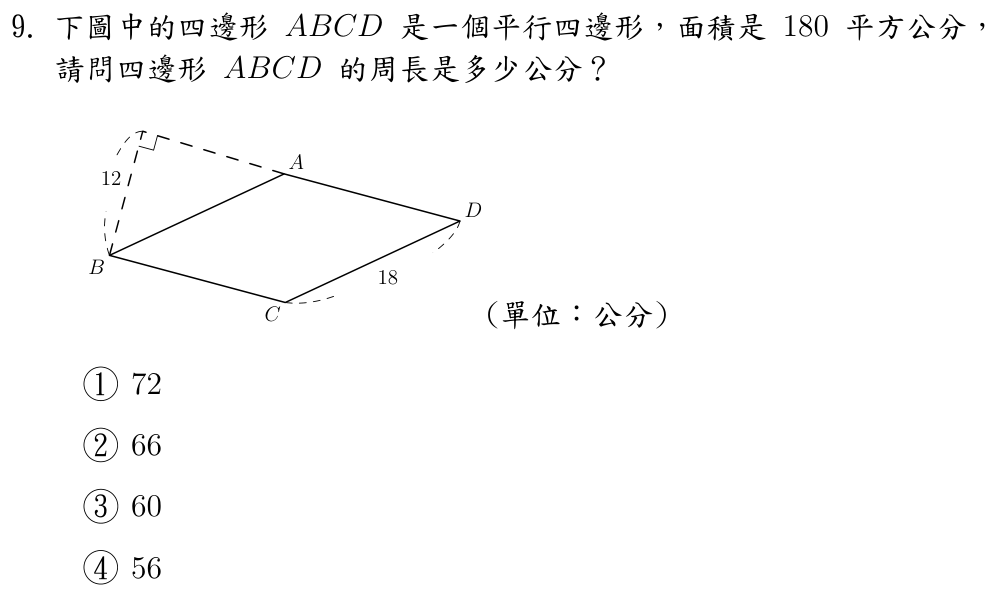 9. 下圖中的四邊形 ABCD 是一個平行四邊形，面積是 180 平方公分，
請問四邊形 ABCD 的周長是多少公分？
A
12
D
B
18
C
（單位：公分）
① 72
② 66
③ 60
④ 56